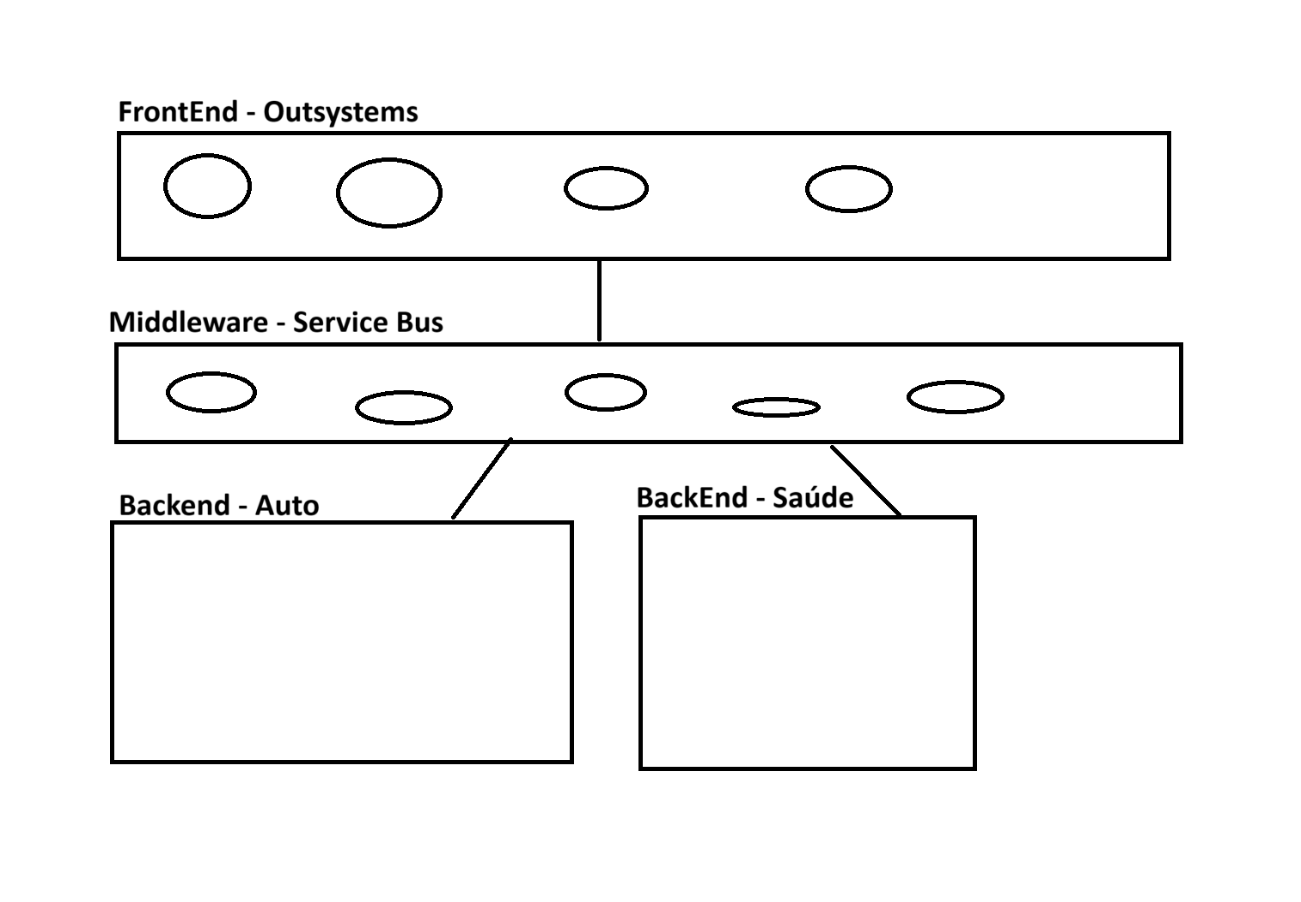 FrontEnd - Outsystems
Middleware - Service Bus
Backend - Auto
BackEnd - Saúde